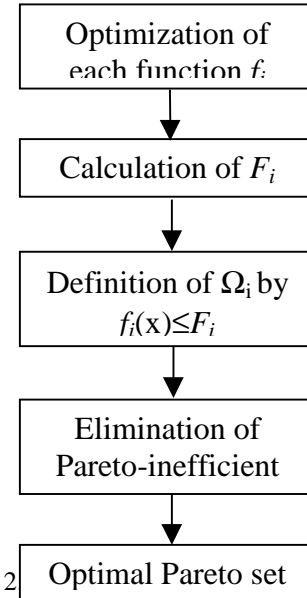 Optimization of
each function fi
Calculation of Fi
Definition of Ωi by
fi(x)≤Fi
Elimination of
Pareto-inefficient
2
Optimal Pareto set